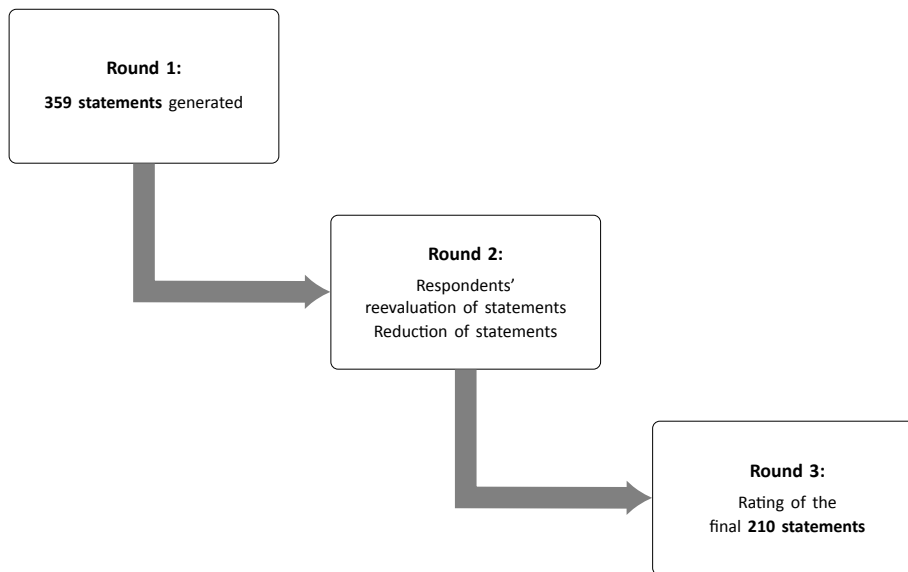 Round 1:
359 statements generated
Round 2:
Respondents’
reevaluation of statements
Reduction of statements
Round 3:
Rating of the
final 210 statements